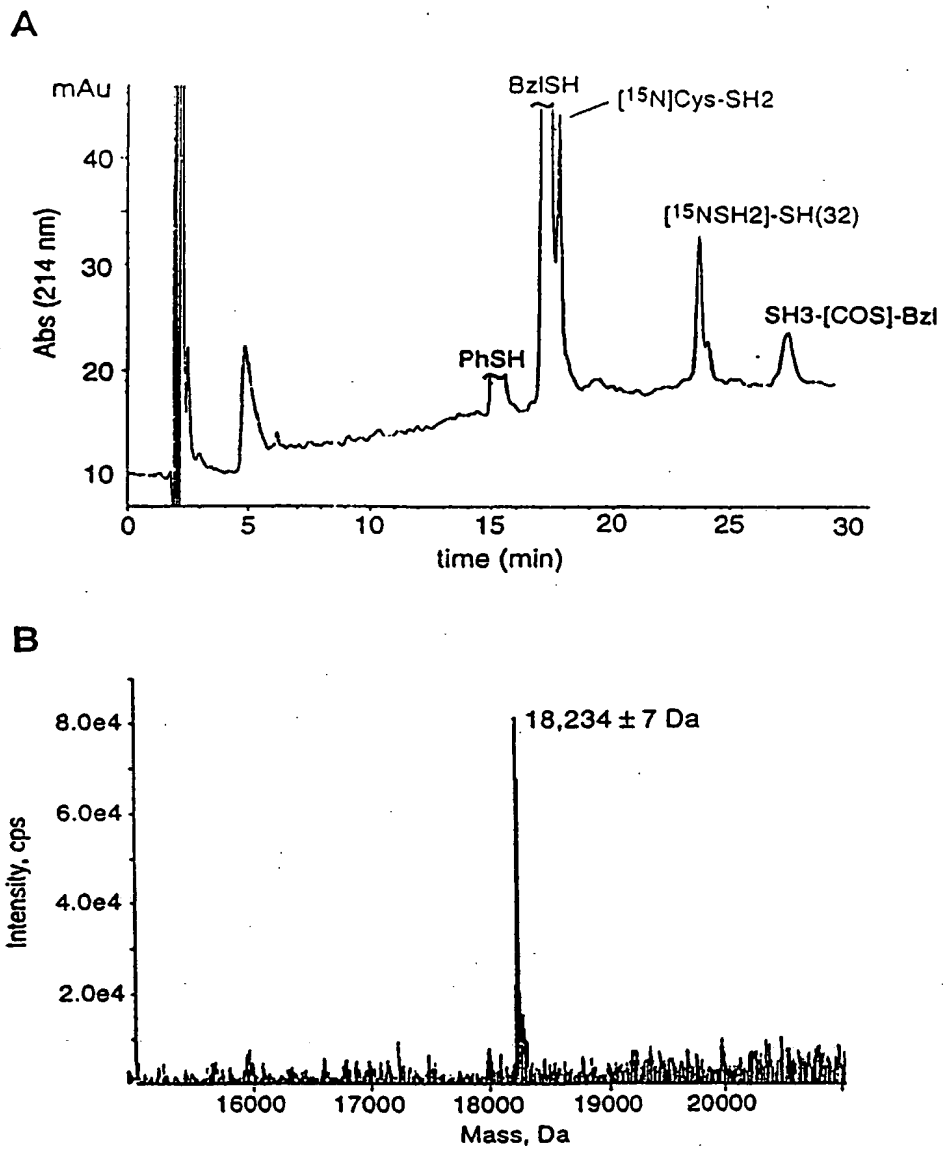 A
mAu
BzlSH
[¹⁵N]Cys-SH2
40
[¹⁵NSH2]-SH(32)
30
SH3-[COS]-Bzl
PhSH
20
10
Abs (214 nm)
0 5 10 15 20 25 30
time (min)
B
8.0e4
18,234 ± 7 Da
6.0e4
4.0e4
2.0e4
Intensity, cps
16000 17000 18000 19000 20000
Mass, Da